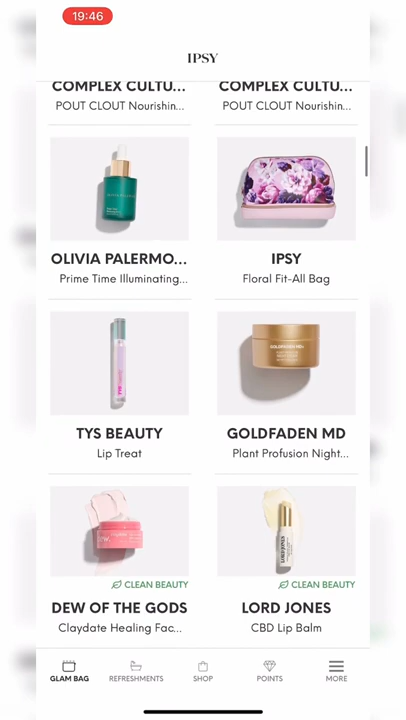 19:46
IPSY
COMPLEX CULTU...
COMPLEX CULTU...
POUT CLOUT Nourishin...
POUT CLOUT Nourishin...
OLIVIA PALERMO...
IPSY
Prime Time Illuminating...
Floral Fit-All Bag
TYS BEAUTY
GOLDFADEN MD
Lip Treat
Plant Profusion Night...
CLEAN BEAUTY
CLEAN BEAUTY
DEW OF THE GODS
LORD JONES
Claydate Healing Fac...
CBD Lip Balm
GLAM BAG
REFRESHMENTS
SHOP
POINTS
MORE